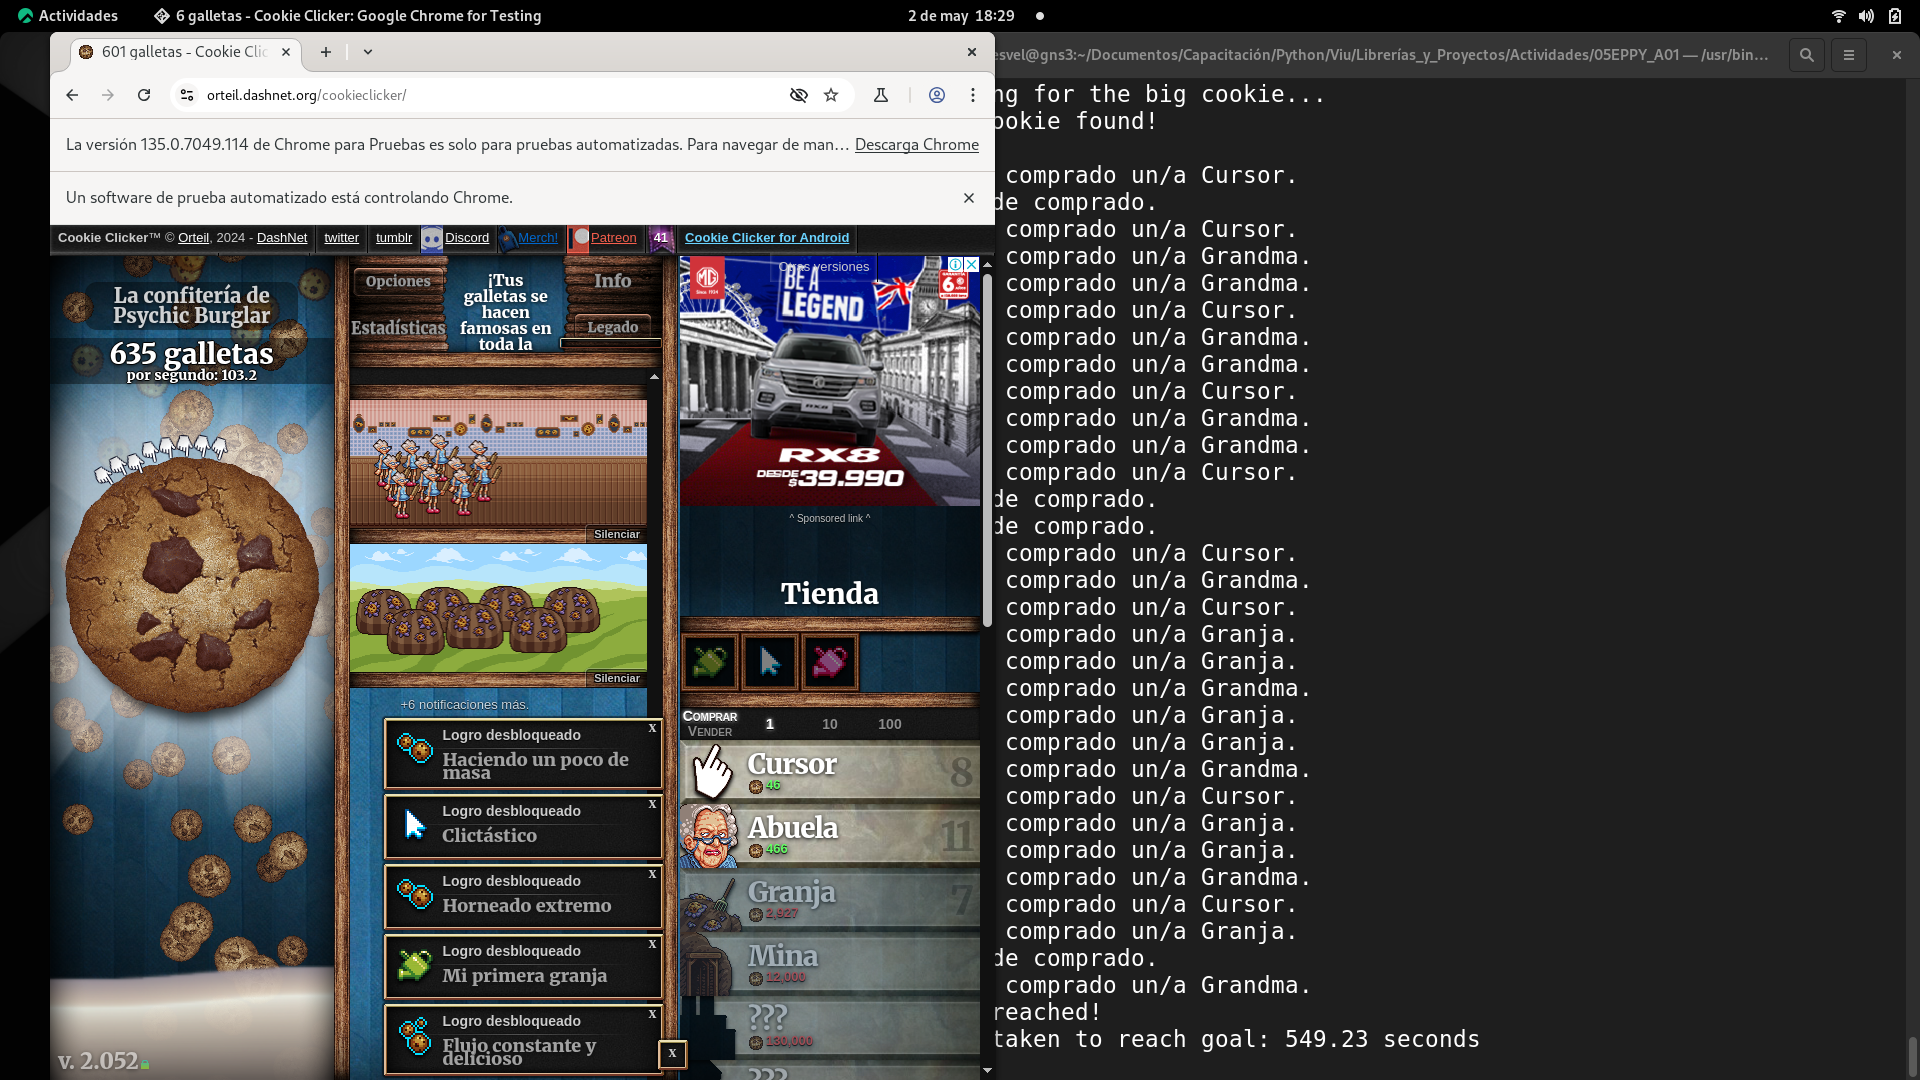 Actividades
6 galletas - Cookie Clicker: Google Chrome for Testing
2 de may 18:29
601 galletas - Cookie Clic
orteil.dashnet.org/cookieclicker/
La versión 135.0.7049.114 de Chrome para Pruebas es solo para pruebas automatizadas. Para navegar de man… Descarga Chrome
Un software de prueba automatizado está controlando Chrome.
Cookie Clicker™ © Orteil, 2024 - DashNet
twitter
tumblr
Discord
Merch!
Patreon
41
Cookie Clicker for Android
La confitería de
Psychic Burglar
635 galletas
por segundo: 103.2
v. 2.052
Opciones
Estadísticas
¡Tus
galletas se
hacen
famosas en
toda la
Info
Legado
Silenciar
Silenciar
+6 notificaciones más.
Logro desbloqueado
x
Haciendo un poco de
masa
Logro desbloqueado
x
Clictástico
Logro desbloqueado
x
Horneado extremo
Logro desbloqueado
x
Mi primera granja
Logro desbloqueado
x
Flujo constante y
delicioso
x
Otras versiones
MG
BE A
LEGEND
6
RX8
DESDE
$39.990
^ Sponsored link ^
Tienda
Comprar
Vender
1
10
100
Cursor
46
8
Abuela
466
11
Granja
2,927
7
Mina
12,000
???
130,000
???
esvel@gns3:~/Documentos/Capacitación/Python/Viu/Librerías_y_Proyectos/Actividades/05EPPY_A01 — /usr/bin…
ng for the big cookie...
ookie found!
comprado un/a Cursor.
de comprado.
comprado un/a Cursor.
comprado un/a Grandma.
comprado un/a Grandma.
comprado un/a Cursor.
comprado un/a Grandma.
comprado un/a Grandma.
comprado un/a Cursor.
comprado un/a Grandma.
comprado un/a Grandma.
comprado un/a Cursor.
de comprado.
de comprado.
comprado un/a Cursor.
comprado un/a Grandma.
comprado un/a Cursor.
comprado un/a Granja.
comprado un/a Granja.
comprado un/a Grandma.
comprado un/a Granja.
comprado un/a Granja.
comprado un/a Grandma.
comprado un/a Cursor.
comprado un/a Granja.
comprado un/a Granja.
comprado un/a Grandma.
comprado un/a Cursor.
comprado un/a Granja.
de comprado.
comprado un/a Grandma.
reached!
taken to reach goal: 549.23 seconds